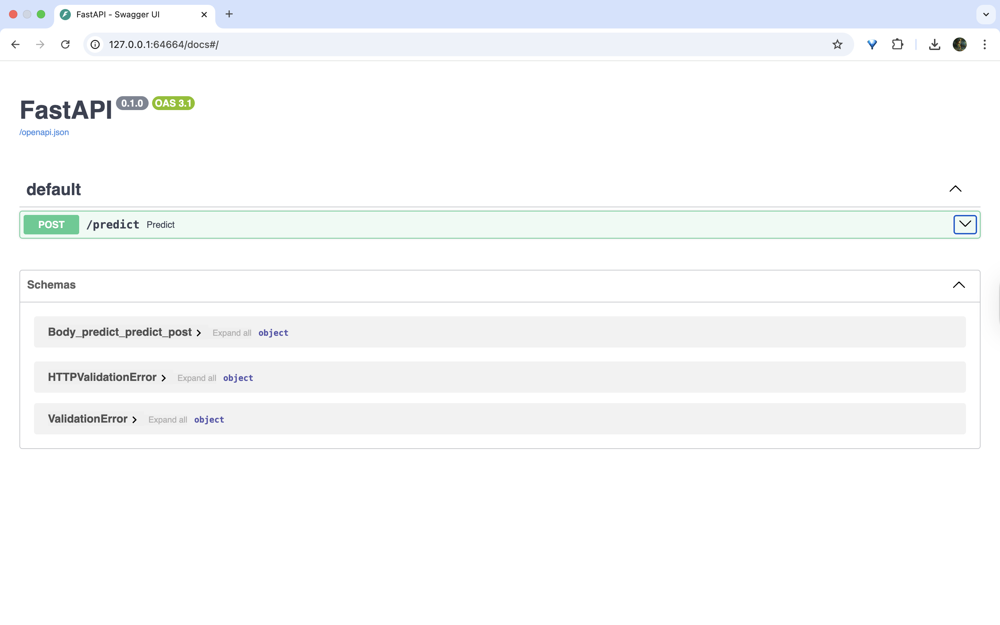 FastAPI - Swagger UI
127.0.0.1:64664/docs#/
FastAPI 0.1.0 OAS 3.1
/openapi.json
default
POST /predict Predict
Schemas
Body_predict_predict_post Expand all object
HTTPValidationError Expand all object
ValidationError Expand all object